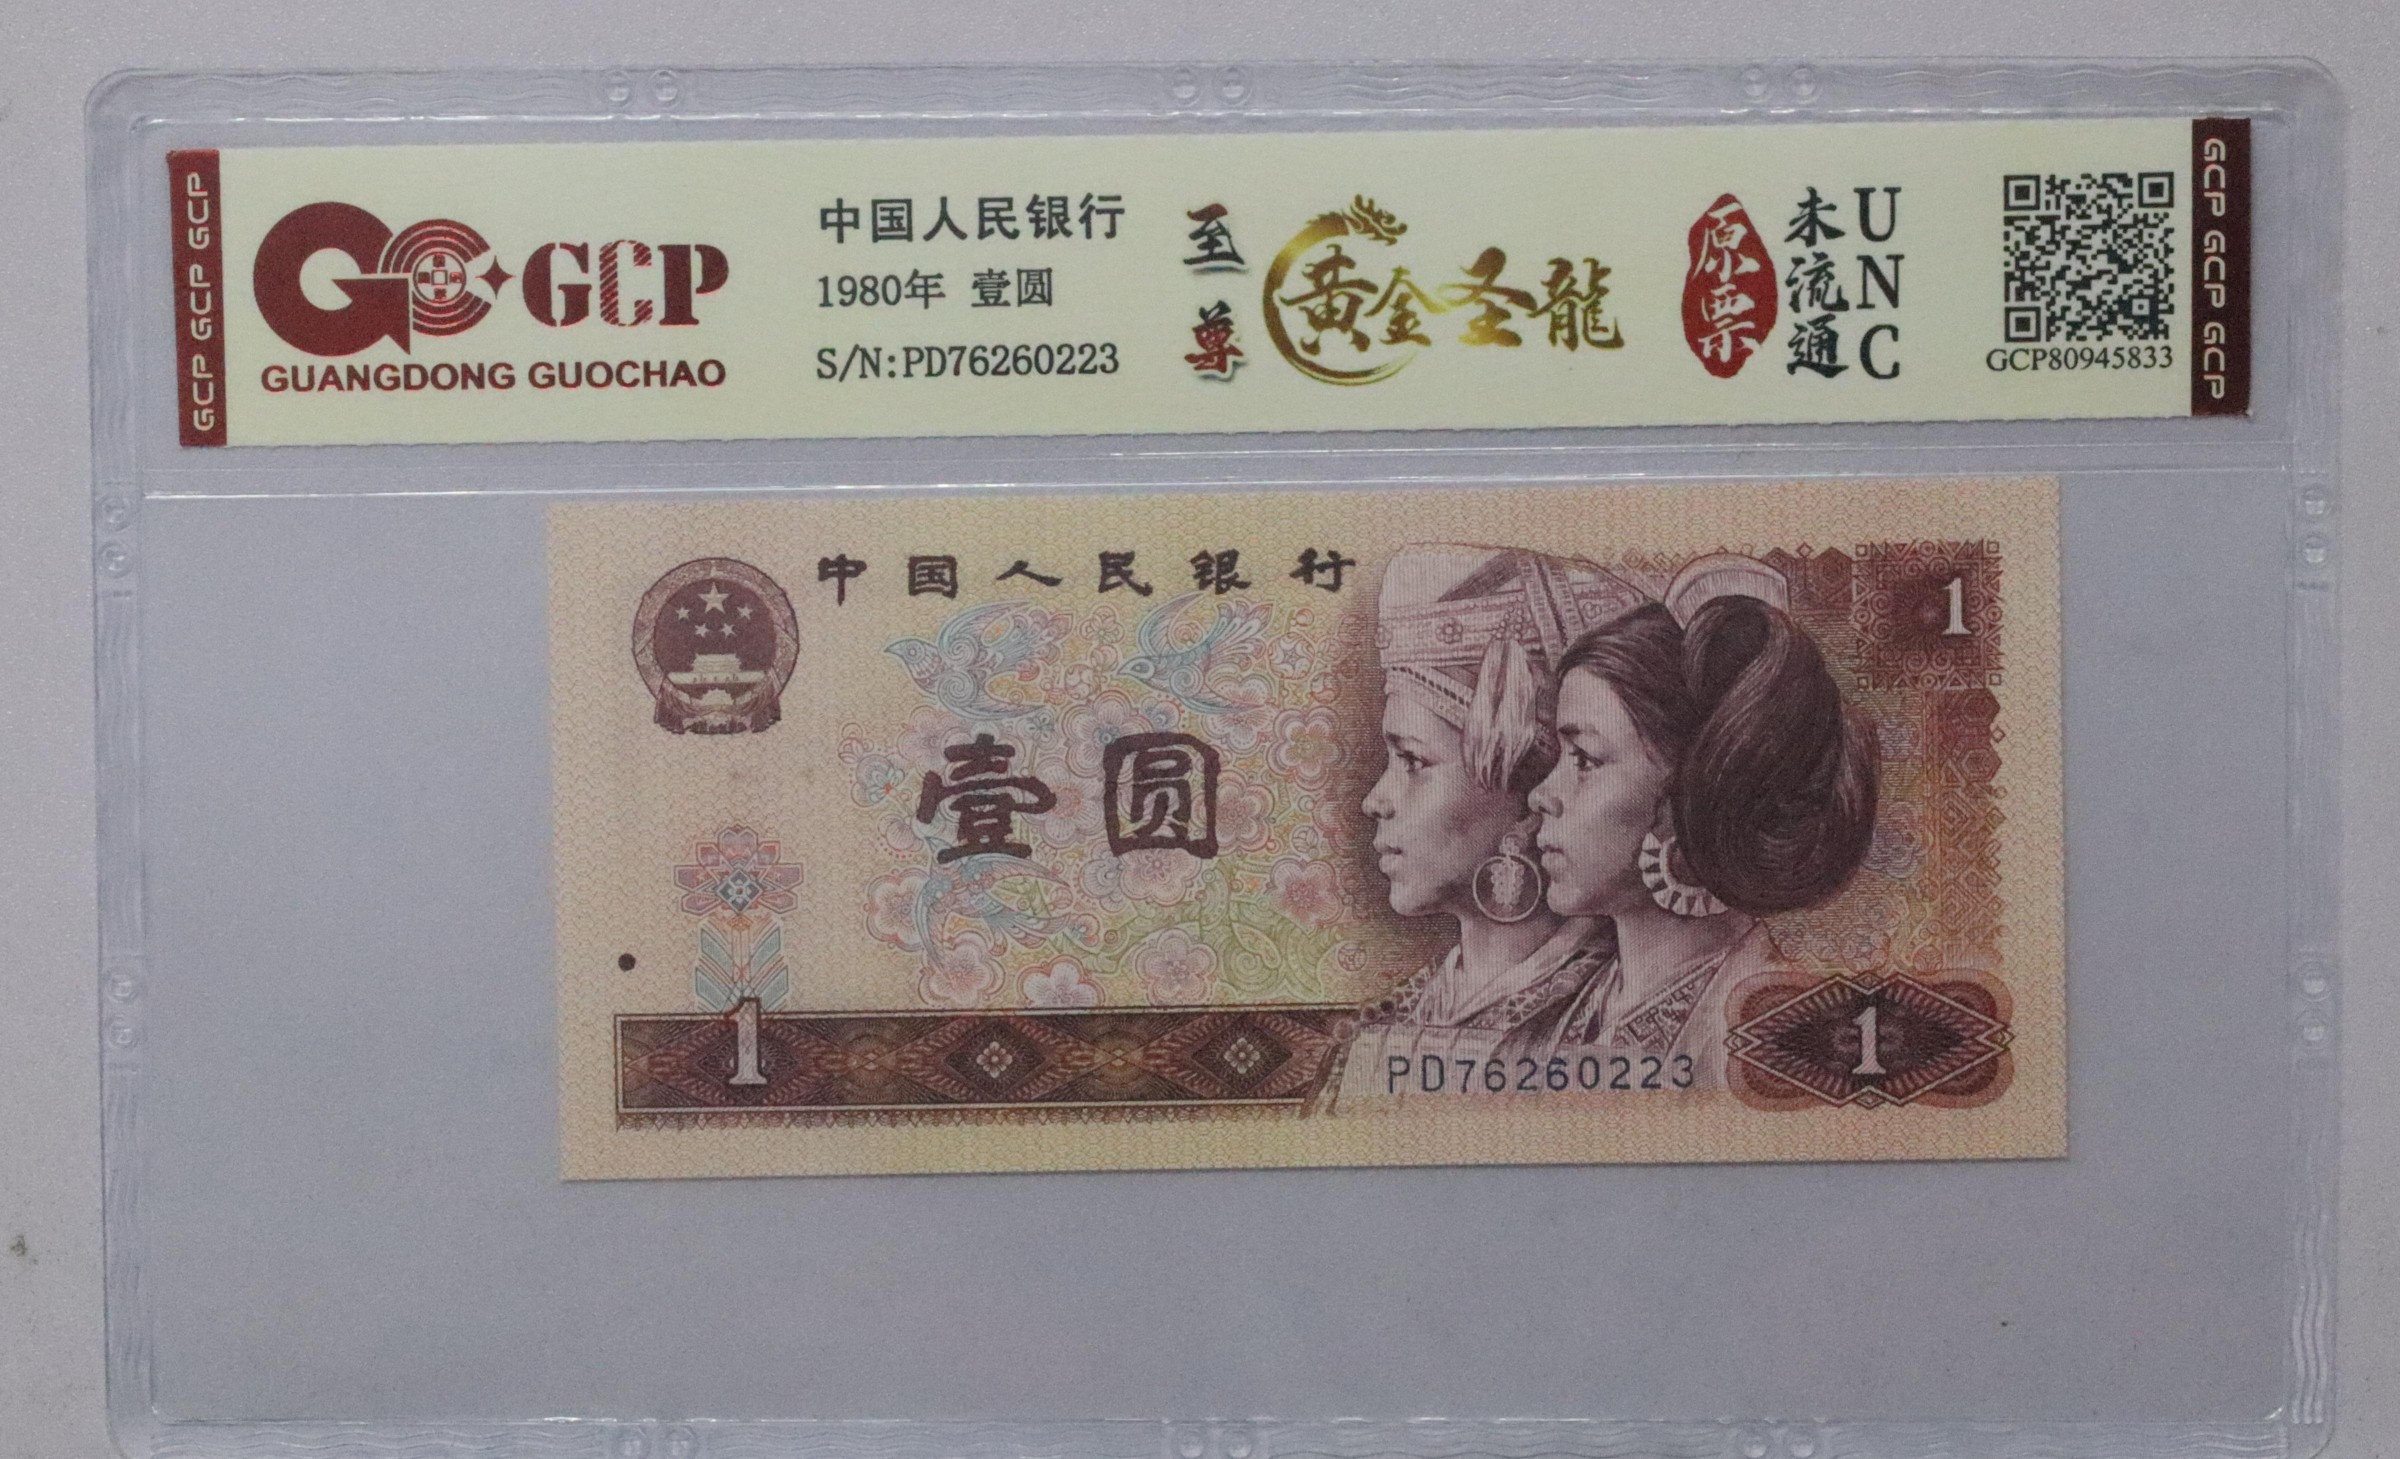 GCP GCP GCP
GCP
GUANGDONG GUOCHAO
中国人民银行
1980年 壹圆
S/N:PD76260223
至尊
黄金圣龍
原票
未流通
UNC
GCP80945833
GCP GCP GCP
中国人民银行
1
壹圆
1
PD76260223
1